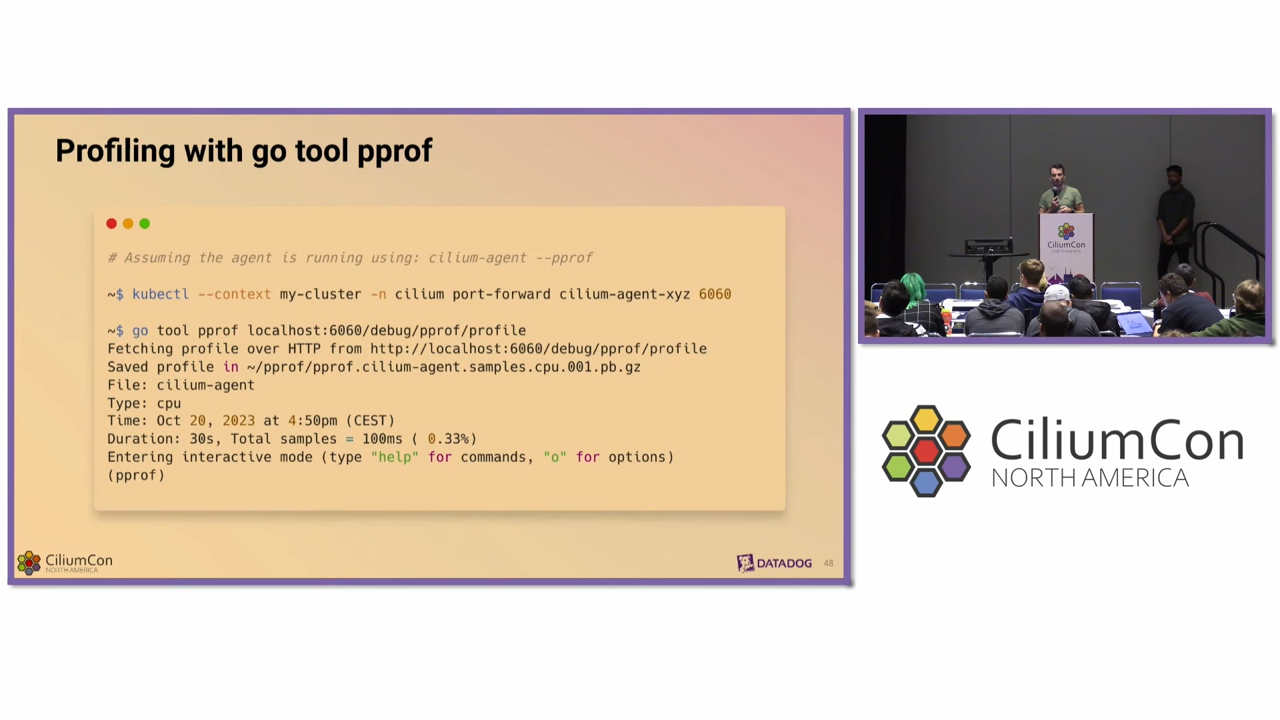 Profiling with go tool pprof
# Assuming the agent is running using: cilium-agent --pprof
~$ kubectl --context my-cluster -n cilium port-forward cilium-agent-xyz 6060
~$ go tool pprof localhost:6060/debug/pprof/profile
Fetching profile over HTTP from http://localhost:6060/debug/pprof/profile
Saved profile in ~/pprof/pprof.cilium-agent.samples.cpu.001.pb.gz
File: cilium-agent
Type: cpu
Time: Oct 20, 2023 at 4:50pm (CEST)
Duration: 30s, Total samples = 100ms ( 0.33%)
Entering interactive mode (type "help" for commands, "o" for options)
(pprof)
CiliumCon
NORTH AMERICA
DATADOG
48
CiliumCon
CiliumCon
NORTH AMERICA